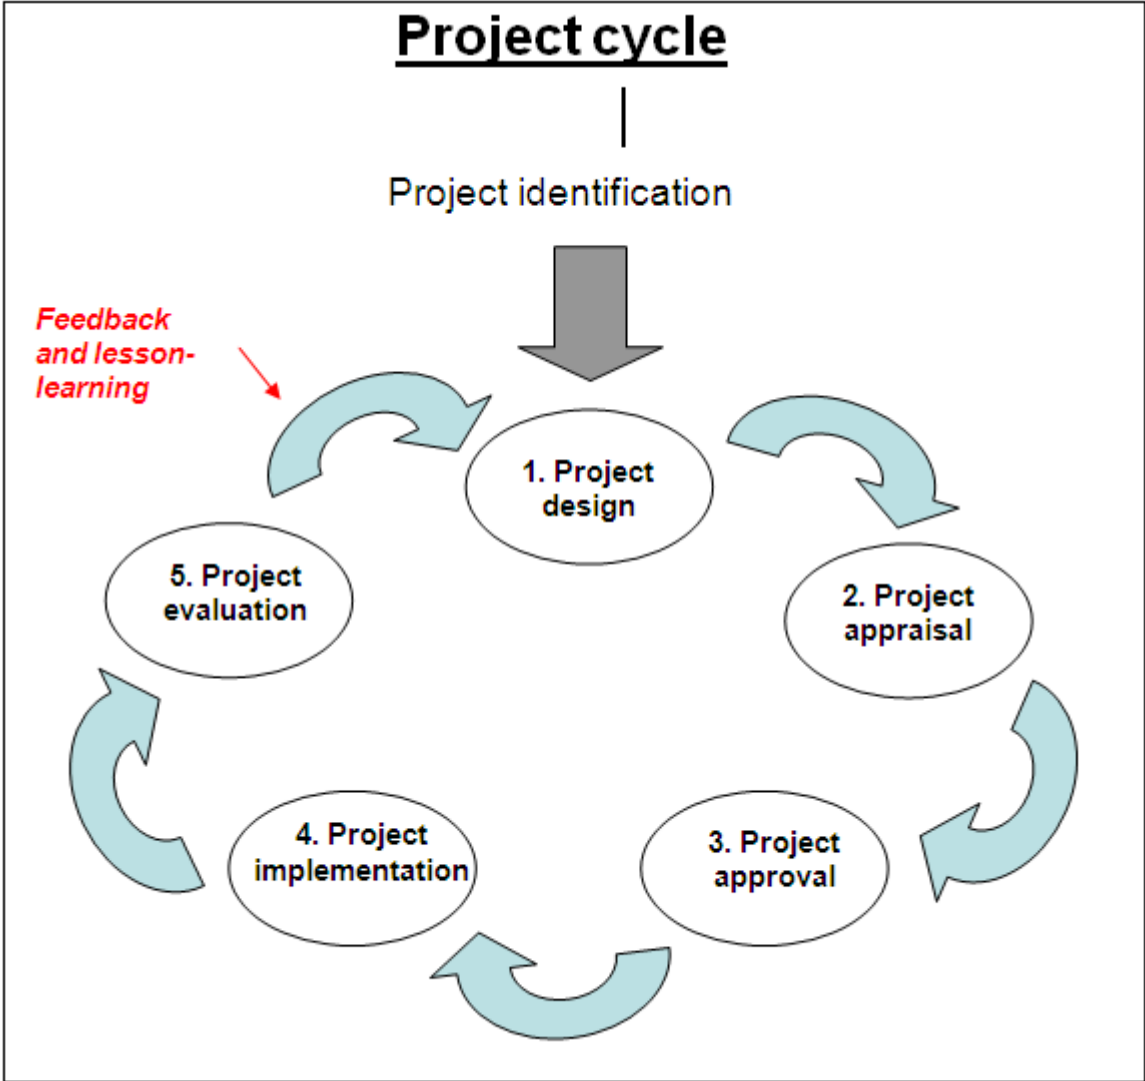 Project cycle
Project identification
Feedback
and lesson-
learning
1. Project
design
2. Project
appraisal
3. Project
approval
4. Project
implementation
5. Project
evaluation